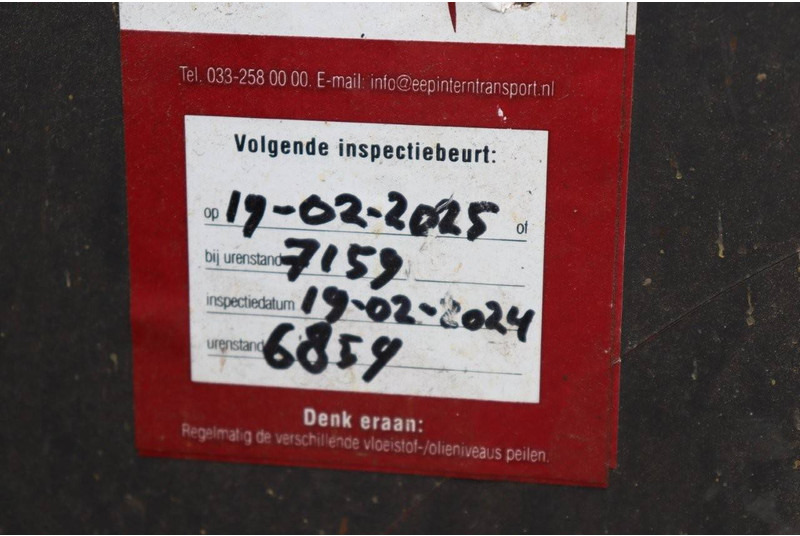 Tel. 033-258 00 00. E-mail: info@eepinterntransport.nl
Volgende inspectiebeurt:
op 19-02-2025 of
bij urenstand 7159
inspectiedatum 19-02-2024
urenstand 6859
Denk eraan:
Regelmatig de verschillende vloeistof-/olieniveaus peilen.